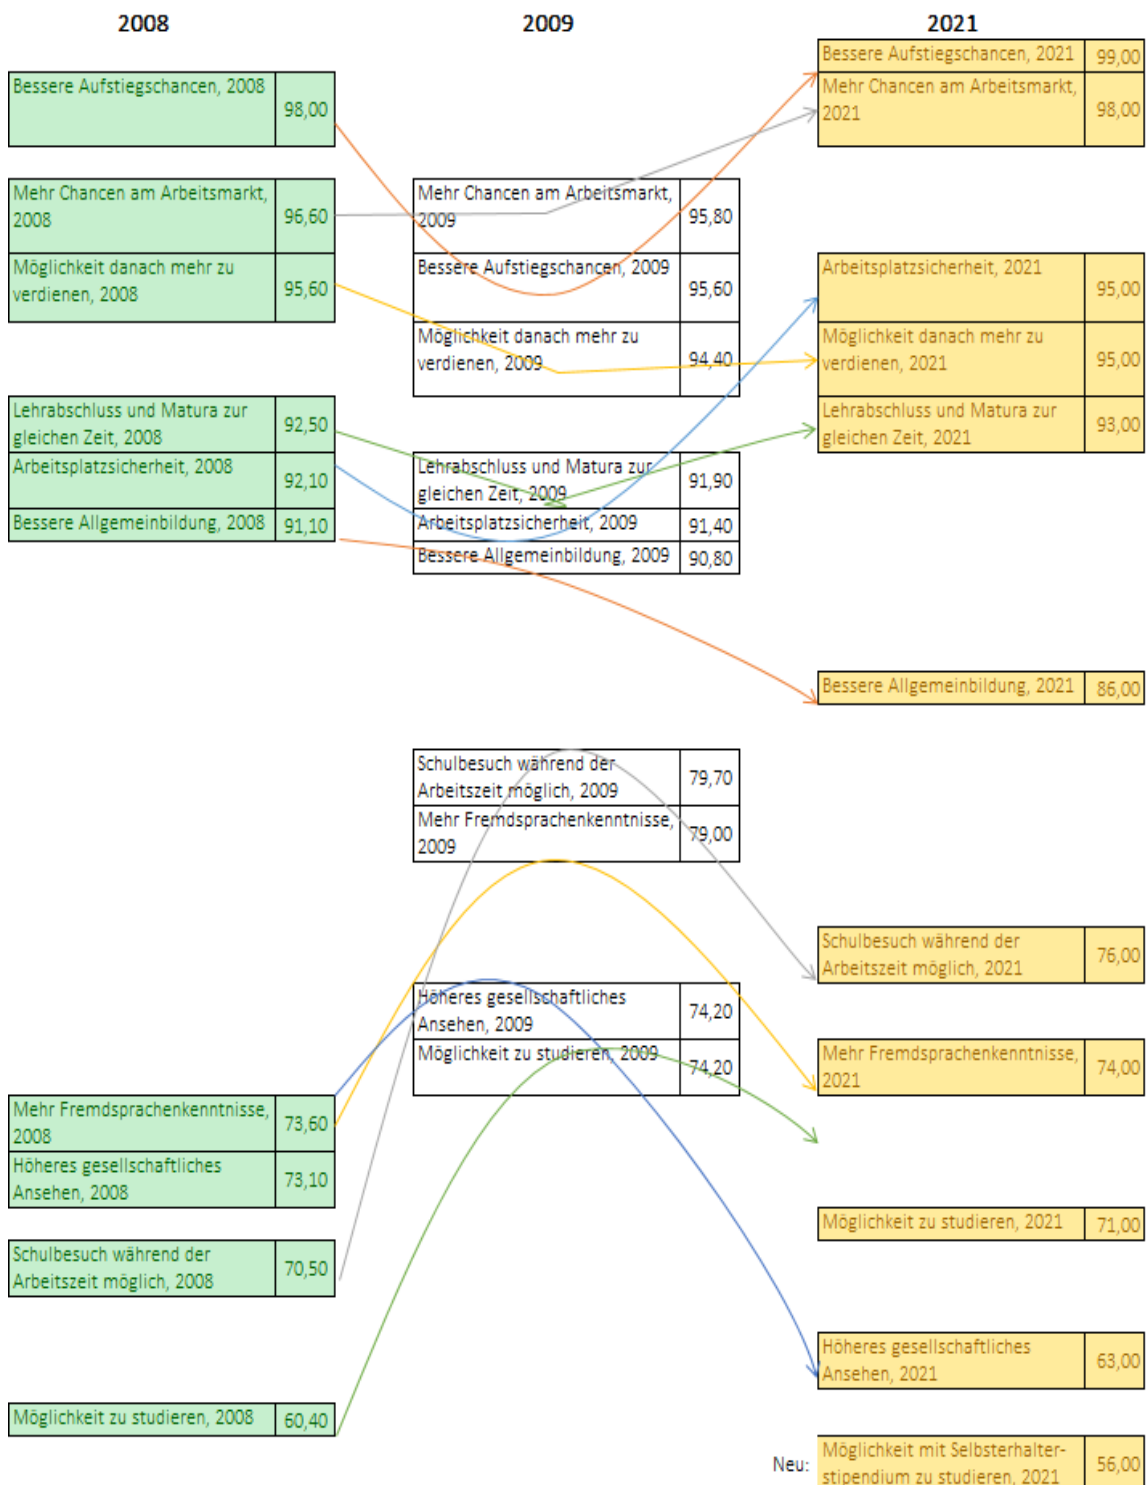 2008
2009
2021
Bessere Aufstiegschancen, 2008
98,00
Mehr Chancen am Arbeitsmarkt,
2008
96,60
Möglichkeit danach mehr zu
verdienen, 2008
95,60
Lehrabschluss und Matura zur
gleichen Zeit, 2008
92,50
Arbeitsplatzsicherheit, 2008
92,10
Bessere Allgemeinbildung, 2008
91,10
Mehr Fremdsprachenkenntnisse,
2008
73,60
Höheres gesellschaftliches
Ansehen, 2008
73,10
Schulbesuch während der
Arbeitszeit möglich, 2008
70,50
Möglichkeit zu studieren, 2008
60,40
Mehr Chancen am Arbeitsmarkt,
2009
95,80
Bessere Aufstiegschancen, 2009
95,60
Möglichkeit danach mehr zu
verdienen, 2009
94,40
Lehrabschluss und Matura zur
gleichen Zeit, 2009
91,90
Arbeitsplatzsicherheit, 2009
91,40
Bessere Allgemeinbildung, 2009
90,80
Schulbesuch während der
Arbeitszeit möglich, 2009
79,70
Mehr Fremdsprachenkenntnisse,
2009
79,00
Höheres gesellschaftliches
Ansehen, 2009
74,20
Möglichkeit zu studieren, 2009
74,20
Bessere Aufstiegschancen, 2021
99,00
Mehr Chancen am Arbeitsmarkt,
2021
98,00
Arbeitsplatzsicherheit, 2021
95,00
Möglichkeit danach mehr zu
verdienen, 2021
95,00
Lehrabschluss und Matura zur
gleichen Zeit, 2021
93,00
Bessere Allgemeinbildung, 2021
86,00
Schulbesuch während der
Arbeitszeit möglich, 2021
76,00
Mehr Fremdsprachenkenntnisse,
2021
74,00
Möglichkeit zu studieren, 2021
71,00
Höheres gesellschaftliches
Ansehen, 2021
63,00
Neu:
Möglichkeit mit Selbsterhalter-
stipendium zu studieren, 2021
56,00